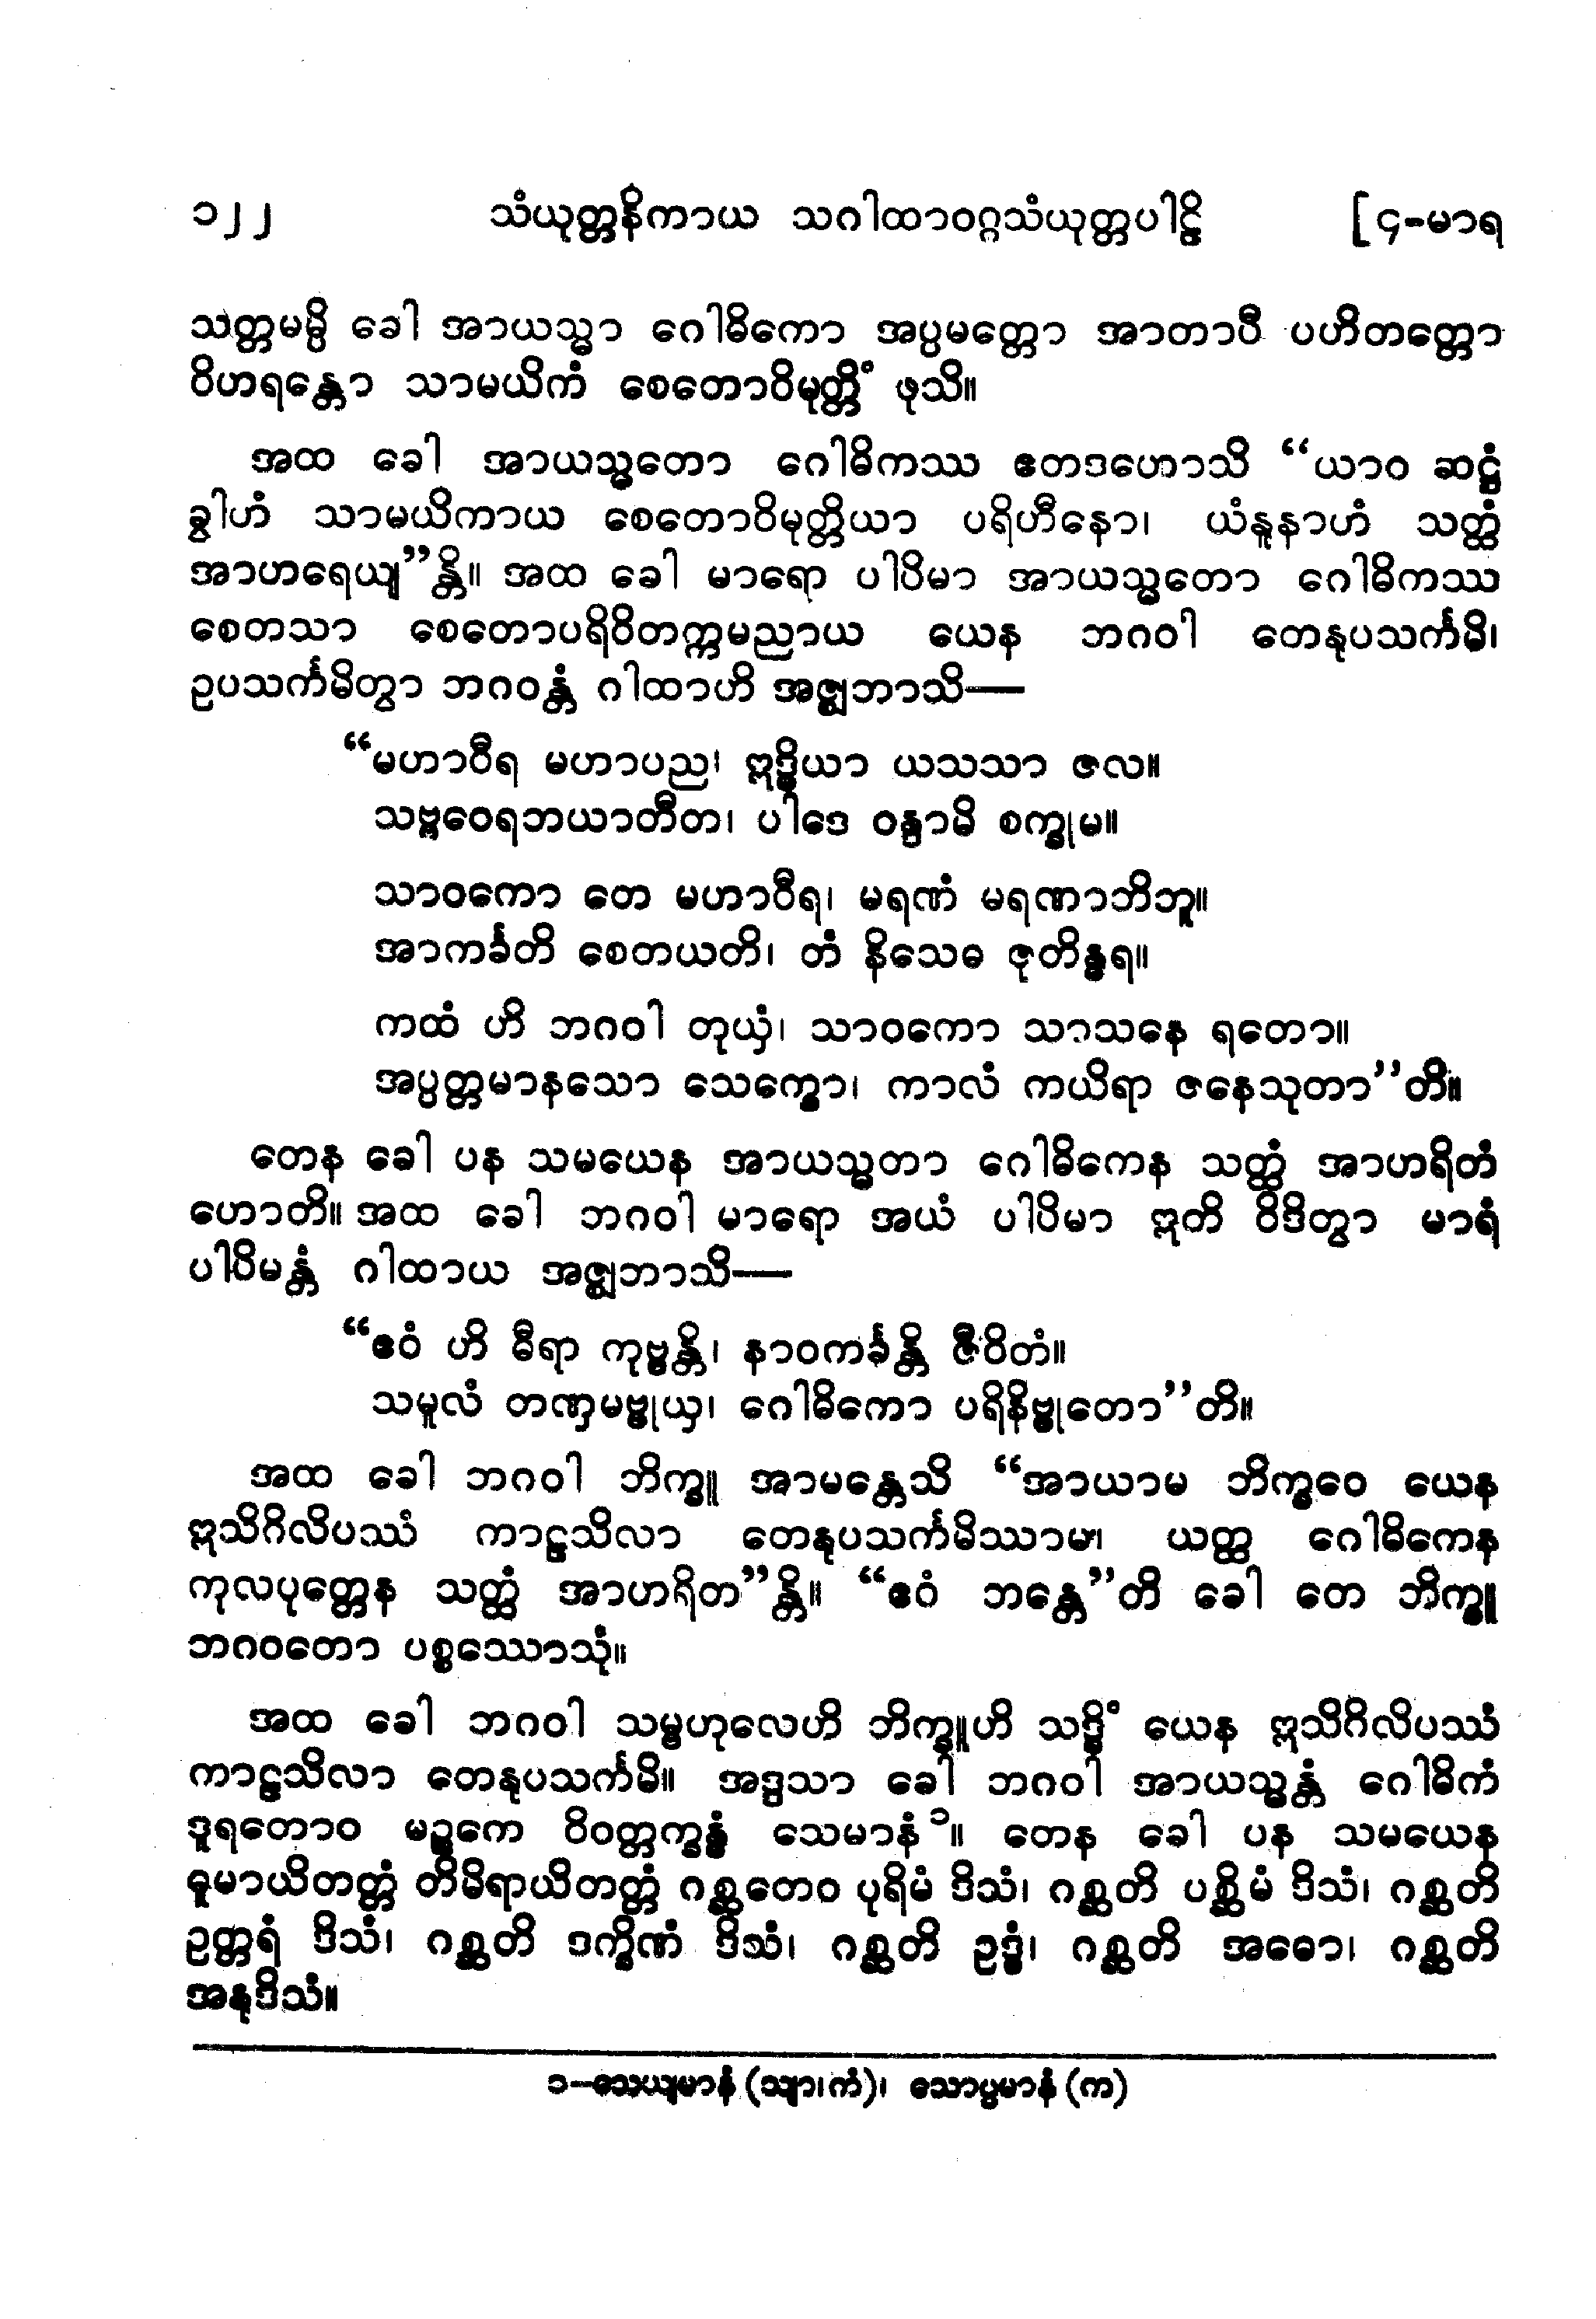 ၁၂၂ သံယုတ္တနိကာယ သဂါထာဝဂ္ဂသံယုတ္တပါဠိ [၄-မာရ
သတ္တမမ္ပိ ခေါ အာယသ္မာ ဂေါဓိကော အပ္ပမတ္တော အာတာပီ ပဟိတတ္တော
ဝိဟရန္တော သာမယိကံ စေတောဝိမုတ္တိံ ဖုသိ။
အထ ခေါ အာယသ္မတော ဂေါဓိကဿ ဧတဒဟောသိ “ယာဝ ဆဋ္ဌံ
ခွါဟံ သာမယိကာယ စေတောဝိမုတ္တိယာ ပရိဟီနော၊ ယံနူနာဟံ သတ္ထံ
အာဟရေယျ”န္တိ။ အထ ခေါ မာရော ပါပိမာ အာယသ္မတော ဂေါဓိကဿ
စေတသာ စေတောပရိဝိတက္ကမညာယ ယေန ဘဂဝါ တေနုပသင်္ကမိ၊
ဥပသင်္ကမိတွာ ဘဂဝန္တံ ဂါထာဟိ အဇ္ဈဘာသိ—
“မဟာဝီရ မဟာပည၊ ဣဒ္ဓိယာ ယသသာ ဇလ။
သဗ္ဗဝေရဘယာတီတ၊ ပါဒေ ဝန္ဒာမိ စက္ခုမ။
သာဝကော တေ မဟာဝီရ၊ မရဏံ မရဏာဘိဘူ။
အာကင်္ခတိ စေတယတိ၊ တံ နိသေဓ ဇုတိန္ဓရ။
ကထံ ဟိ ဘဂဝါ တုယှံ၊ သာဝကော သာသနေ ရတော။
အပ္ပတ္တမာနသော သေက္ခော၊ ကာလံ ကယိရာ ဇနေသုတာ”တိ။
တေန ခေါ ပန သမယေန အာယသ္မတာ ဂေါဓိကေန သတ္ထံ အာဟရိတံ
ဟောတိ။ အထ ခေါ ဘဂဝါ မာရော အယံ ပါပိမာ ဣတိ ဝိဒိတွာ မာရံ
ပါပိမန္တံ ဂါထာယ အဇ္ဈဘာသိ—
“ဧဝံ ဟိ ဓီရာ ကုဗ္ဗန္တိ၊ နာဝကင်္ခန္တိ ဇီဝိတံ။
သမူလံ တဏှမဗ္ဗုယှ၊ ဂေါဓိကော ပရိနိဗ္ဗုတော”တိ။
အထ ခေါ ဘဂဝါ ဘိက္ခူ အာမန္တေသိ “အာယာမ ဘိက္ခဝေ ယေန
ဣသိဂိလိပဿံ ကာဠသိလာ တေနုပသင်္ကမိဿာမ၊ ယတ္ထ ဂေါဓိကေန
ကုလပုတ္တေန သတ္ထံ အာဟရိတ”န္တိ။ “ဧဝံ ဘန္တေ”တိ ခေါ တေ ဘိက္ခူ
ဘဂဝတော ပစ္စဿောသုံ။
အထ ခေါ ဘဂဝါ သမ္ဗဟုလေဟိ ဘိက္ခူဟိ သဒ္ဓိံ ယေန ဣသိဂိလိပဿံ
ကာဠသိလာ တေနုပသင်္ကမိ။ အဒ္ဒသာ ခေါ ဘဂဝါ အာယသ္မန္တံ ဂေါဓိကံ
ဒူရတောဝ မဉ္စကေ ဝိဝတ္တက္ခန္ဓံ သေမာနံ၁။ တေန ခေါ ပန သမယေန
ဓူမာယိတတ္တံ တိမိရာယိတတ္တံ ဂစ္ဆတေဝ ပုရိမံ ဒိသံ၊ ဂစ္ဆတိ ပစ္ဆိမံ ဒိသံ၊ ဂစ္ဆတိ
ဥတ္တရံ ဒိသံ၊ ဂစ္ဆတိ ဒက္ခိဏံ ဒိသံ၊ ဂစ္ဆတိ ဥဒ္ဓံ၊ ဂစ္ဆတိ အဓော၊ ဂစ္ဆတိ
အနုဒိသံ။
၁-သေယျမာနံ (သျာ၊ကံ)၊ သောပ္ပမာနံ (က)